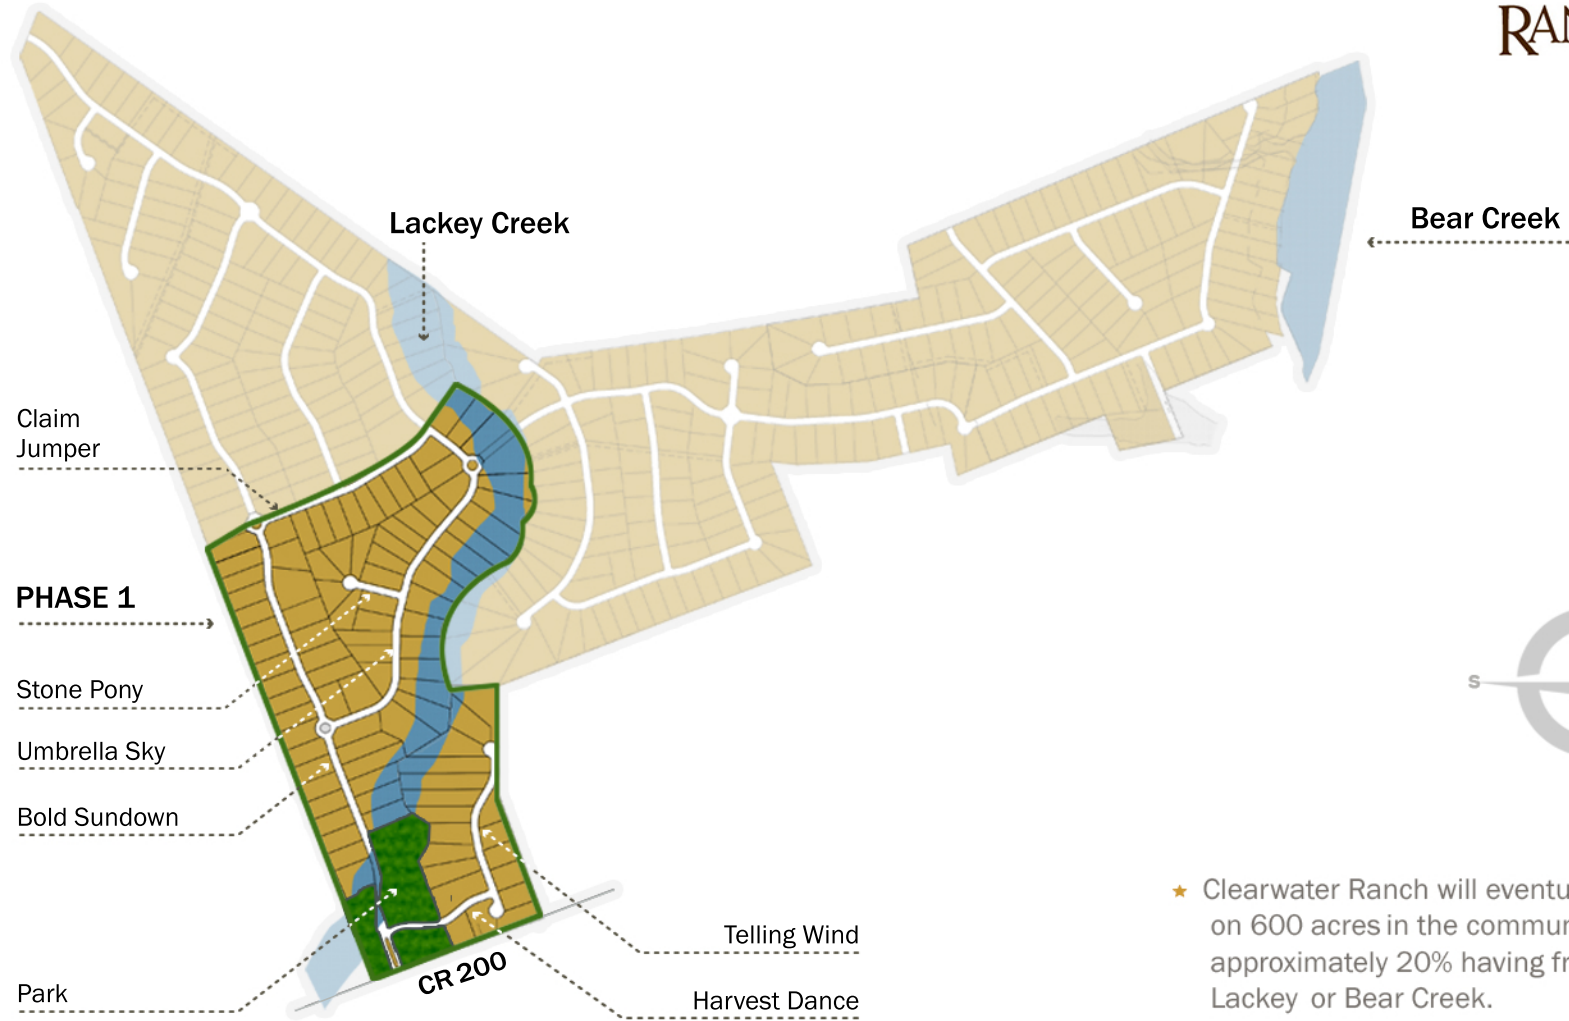 RAN
Lackey Creek
Bear Creek
Claim
Jumper
PHASE 1
Stone Pony
S
Umbrella Sky
Bold Sundown
Clearwater Ranch will eventu
on 600 acres in the commun
approximately 20% having fr
Lackey or Bear Creek.
Telling Wind
CR 200
Park
Harvest Dance